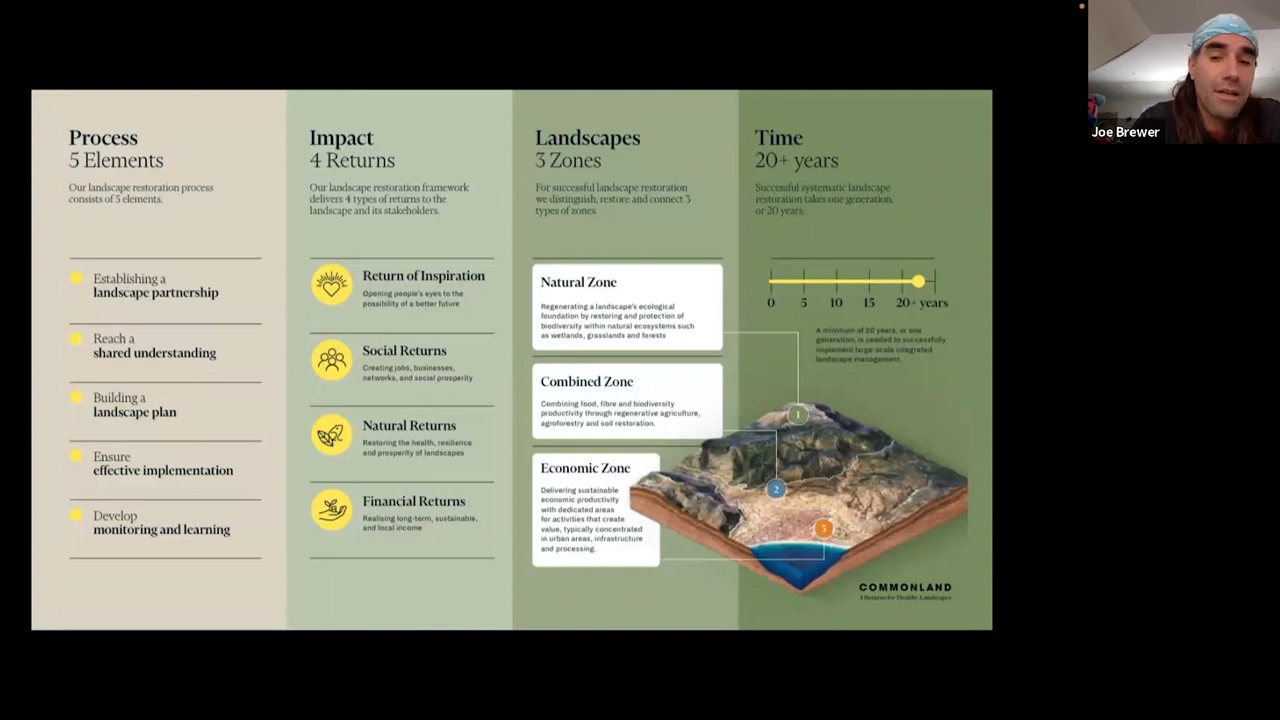 Process
5 Elements
Our landscape restoration process
consists of 5 elements.
Establishing a
landscape partnership
Reach a
shared understanding
Building a
landscape plan
Ensure
effective implementation
Develop
monitoring and learning
Impact
4 Returns
Our landscape restoration framework
delivers 4 types of returns to the
landscape and its stakeholders.
Return of Inspiration
Opening people's eyes to the
possibility of a better future
Social Returns
Creating jobs, businesses,
networks, and social prosperity
Natural Returns
Restoring the health, resilience
and prosperity of landscapes
Financial Returns
Realising long-term, sustainable,
and local income
Landscapes
3 Zones
For successful landscape restoration
we distinguish, restore and connect 3
types of zones.
Natural Zone
Regenerating a landscape's ecological
foundation by restoring and protection of
biodiversity within natural ecosystems such
as wetlands, grasslands and forests
Combined Zone
Combining food, fibre and biodiversity
productivity through regenerative agriculture,
agroforestry and soil restoration.
Economic Zone
Delivering sustainable
economic productivity
with dedicated areas
for activities that create
value, typically concentrated
in urban areas, infrastructure
and processing.
Time
20+ years
Successful systematic landscape
restoration takes one generation,
or 20 years.
0 5 10 15 20+ years
A minimum of 20 years, or one
generation, is needed to successfully
implement large-scale integrated
landscape management.
1
2
3
COMMONLAND
4 Returns for Healthy Landscapes
Joe Brewer